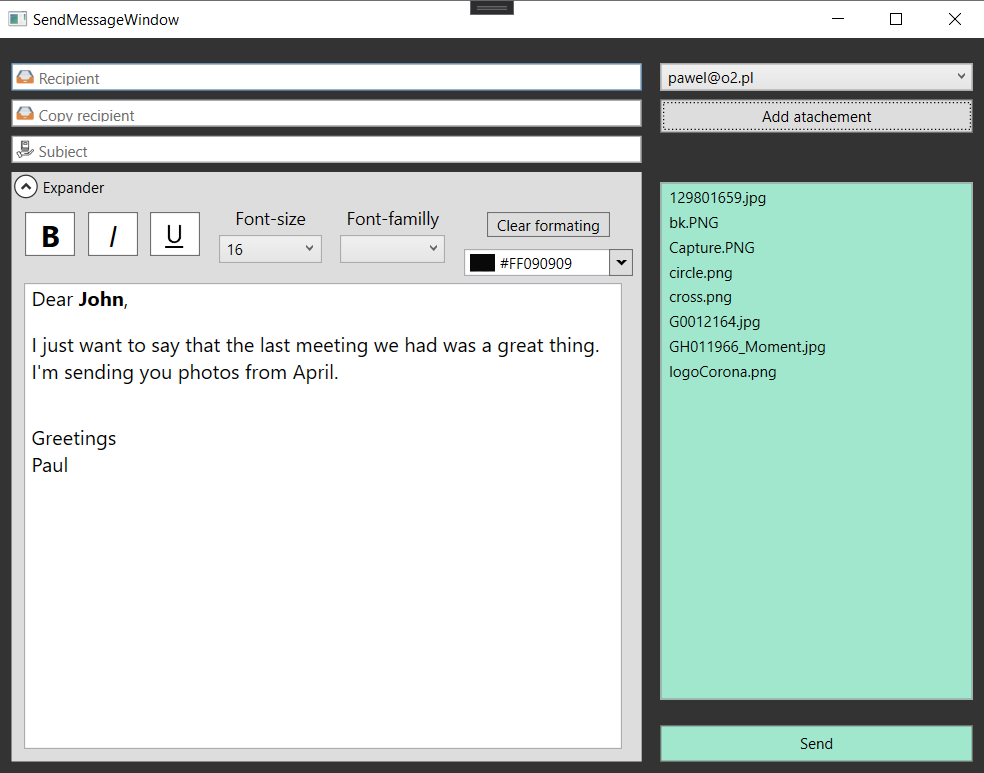 SendMessageWindow
Recipient
Copy recipient
Subject
Expander
B I U
Font-size
16
Font-familly
Clear formating
#FF090909
Dear John,
I just want to say that the last meeting we had was a great thing.
I'm sending you photos from April.
Greetings
Paul
pawel@o2.pl
Add atachement
129801659.jpg
bk.PNG
Capture.PNG
circle.png
cross.png
G0012164.jpg
GH011966_Moment.jpg
logoCorona.png
Send